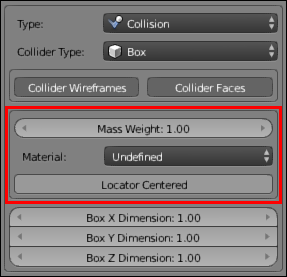 Type: Collision
Collider Type: Box
Collider Wireframes Collider Faces
Mass Weight: 1.00
Material: Undefined
Locator Centered
Box X Dimension: 1.00
Box Y Dimension: 1.00
Box Z Dimension: 1.00